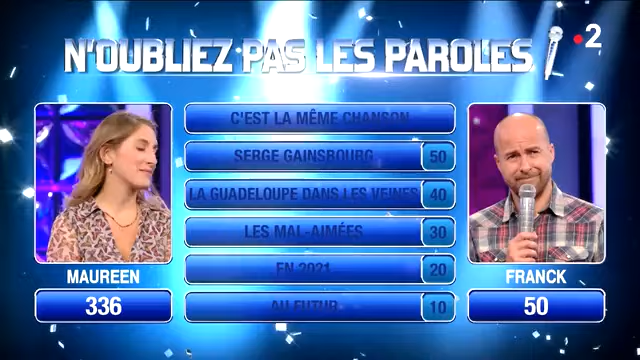 N'OUBLIEZ PAS LES PAROLES
2
C'EST LA MÊME CHANSON
SERGE GAINSBOURG 50
LA GUADELOUPE DANS LES VEINES 40
LES MAL-AIMÉES 30
EN 2021 20
AU FUTUR 10
MAUREEN
336
FRANCK
50